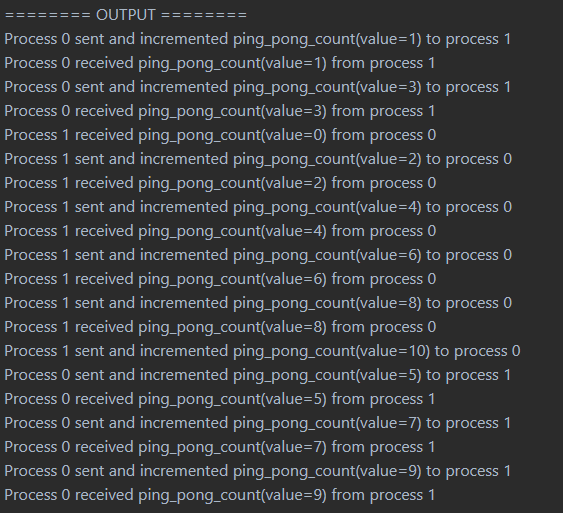 ======== OUTPUT ========
Process 0 sent and incremented ping_pong_count(value=1) to process 1
Process 0 received ping_pong_count(value=1) from process 1
Process 0 sent and incremented ping_pong_count(value=3) to process 1
Process 0 received ping_pong_count(value=3) from process 1
Process 1 received ping_pong_count(value=0) from process 0
Process 1 sent and incremented ping_pong_count(value=2) to process 0
Process 1 received ping_pong_count(value=2) from process 0
Process 1 sent and incremented ping_pong_count(value=4) to process 0
Process 1 received ping_pong_count(value=4) from process 0
Process 1 sent and incremented ping_pong_count(value=6) to process 0
Process 1 received ping_pong_count(value=6) from process 0
Process 1 sent and incremented ping_pong_count(value=8) to process 0
Process 1 received ping_pong_count(value=8) from process 0
Process 1 sent and incremented ping_pong_count(value=10) to process 0
Process 0 sent and incremented ping_pong_count(value=5) to process 1
Process 0 received ping_pong_count(value=5) from process 1
Process 0 sent and incremented ping_pong_count(value=7) to process 1
Process 0 received ping_pong_count(value=7) from process 1
Process 0 sent and incremented ping_pong_count(value=9) to process 1
Process 0 received ping_pong_count(value=9) from process 1